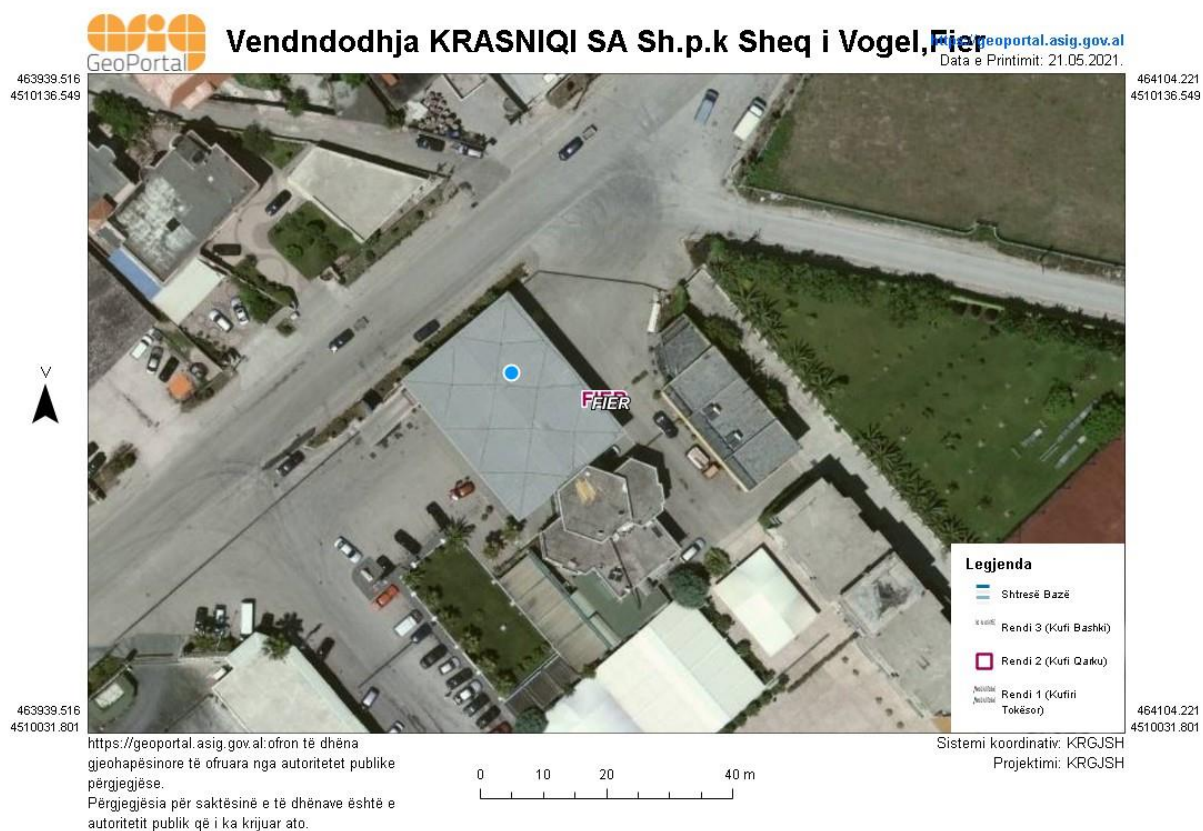 asig
GeoPortal
Vendndodhja KRASNIQI SA Sh.p.k Sheq i Vogel,Fier
https://geoportal.asig.gov.al
Data e Printimit: 21.05.2021.
463939.516
4510136.549
464104.221
4510136.549
V
FIER
FIER
Legjenda
Shtresë Bazë
Rendi 3 (Kufi Bashki)
Rendi 2 (Kufi Qarku)
Rendi 1 (Kufiri
Tokësor)
463939.516
4510031.801
464104.221
4510031.801
https://geoportal.asig.gov.al:ofron të dhëna
gjeohapësinore të ofruara nga autoritetet publike
përgjegjëse.
Përgjegjësia për saktësinë e të dhënave është e
autoritetit publik që i ka krijuar ato.
0 10 20 40 m
Sistemi koordinativ: KRGJSH
Projektimi: KRGJSH